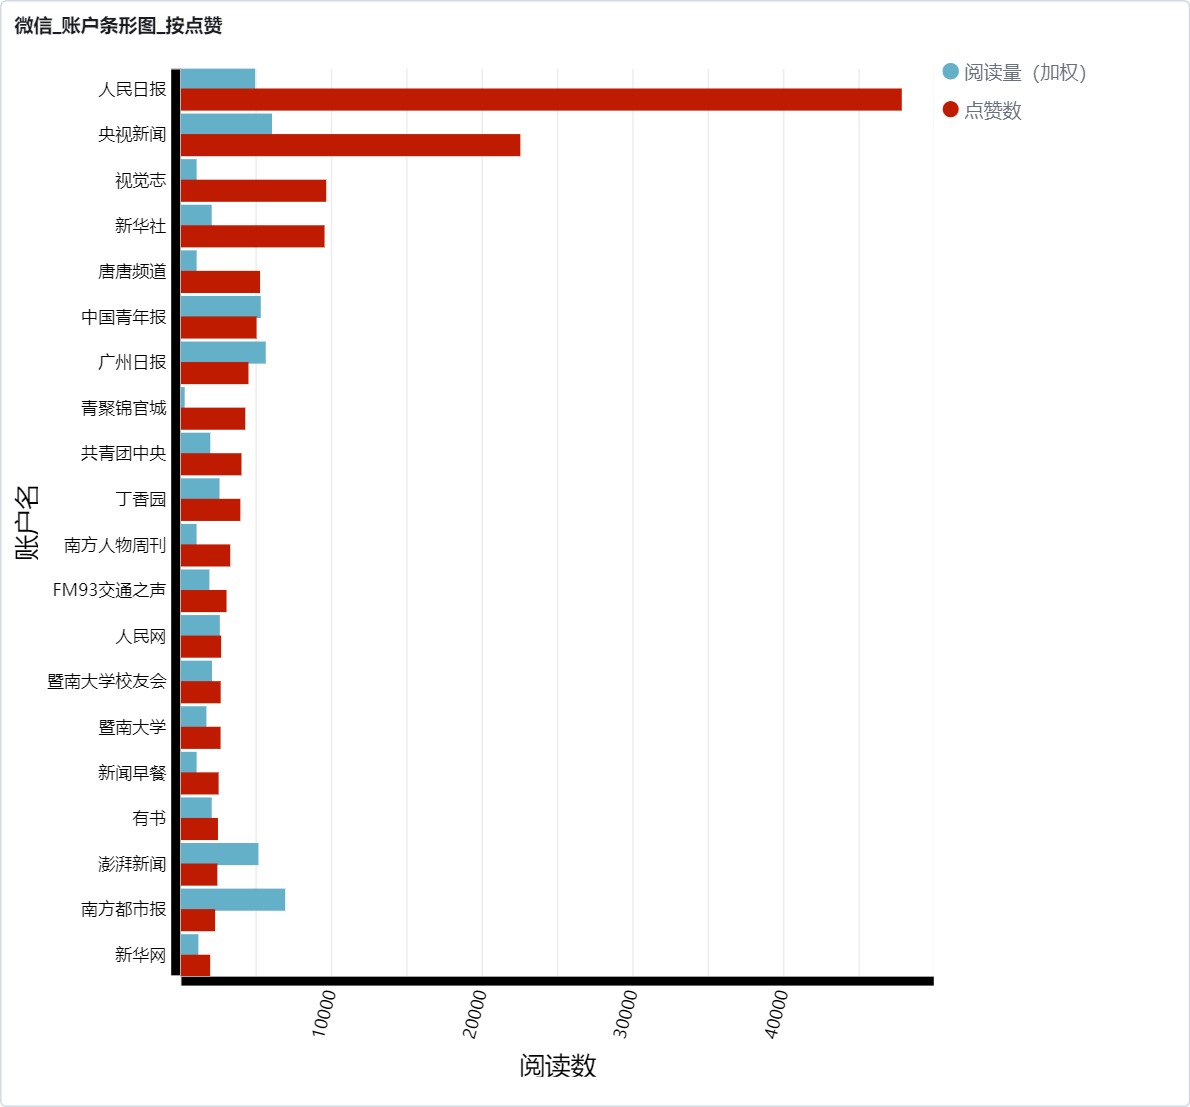 微信_账户条形图_按点赞
阅读量（加权）
点赞数
人民日报
央视新闻
视觉志
新华社
唐唐频道
中国青年报
广州日报
青聚锦官城
共青团中央
丁香园
南方人物周刊
FM93交通之声
人民网
暨南大学校友会
暨南大学
新闻早餐
有书
澎湃新闻
南方都市报
新华网
账户名
10000
20000
30000
40000
阅读数